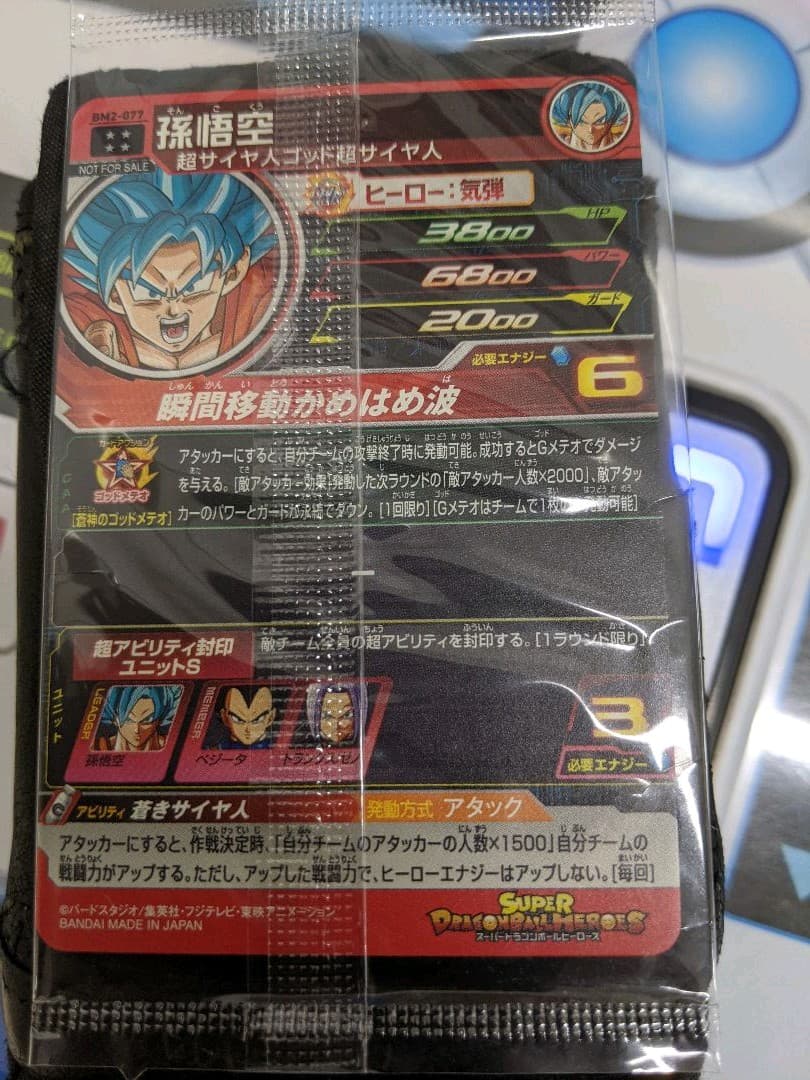 BM2-077
孫悟空
超サイヤ人ゴッド超サイヤ人
NOT FOR SALE
ヒーロー:気弾
HP
3800
パワー
6800
ガード
2000
必要エナジー 6
瞬間移動かめはめ波
カードアクション
ゴッドメテオ
[蒼神のゴッドメテオ]
CAA
アタッカーにすると、自分チームの攻撃終了時に発動可能。成功するとGメテオでダメージ
を与える。[敵アタッカー効果]発動した次ラウンドの「敵アタッカー人数×2000」、敵アタッ
カーのパワーとガードが永続でダウン。[1回限り][Gメテオはチームで1枚のみ発動可能]
超アビリティ封印
ユニットS
敵チーム全員の超アビリティを封印する。[1ラウンド限り]
ユニット
LEADER
孫悟空
MEMBER
ベジータ
トランクス:ゼノ
3
必要エナジー
アビリティ 蒼きサイヤ人
発動方式 アタック
アタッカーにすると、作戦決定時、「自分チームのアタッカーの人数×1500」自分チームの
戦闘力がアップする。ただし、アップした戦闘力で、ヒーローエナジーはアップしない。[毎回]
©バードスタジオ/集英社・フジテレビ・東映アニメーション
BANDAI MADE IN JAPAN
SUPER
DRAGONBALL HEROES
スーパードラゴンボールヒーローズ